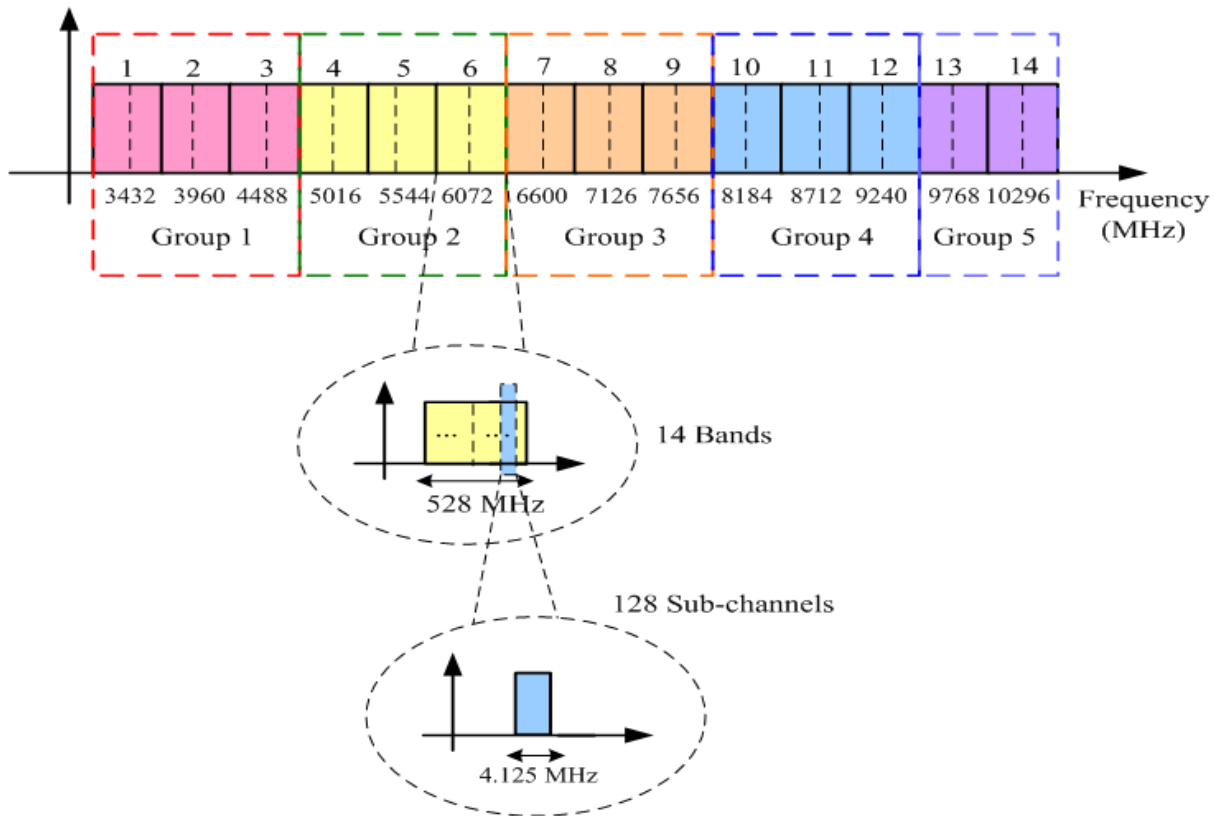 1 2 3 4 5 6 7 8 9 10 11 12 13 14
3432 3960 4488 5016 5544 6072 6600 7126 7656 8184 8712 9240 9768 10296
Frequency
(MHz)
Group 1 Group 2 Group 3 Group 4 Group 5
14 Bands
... ...
528 MHz
128 Sub-channels
4.125 MHz